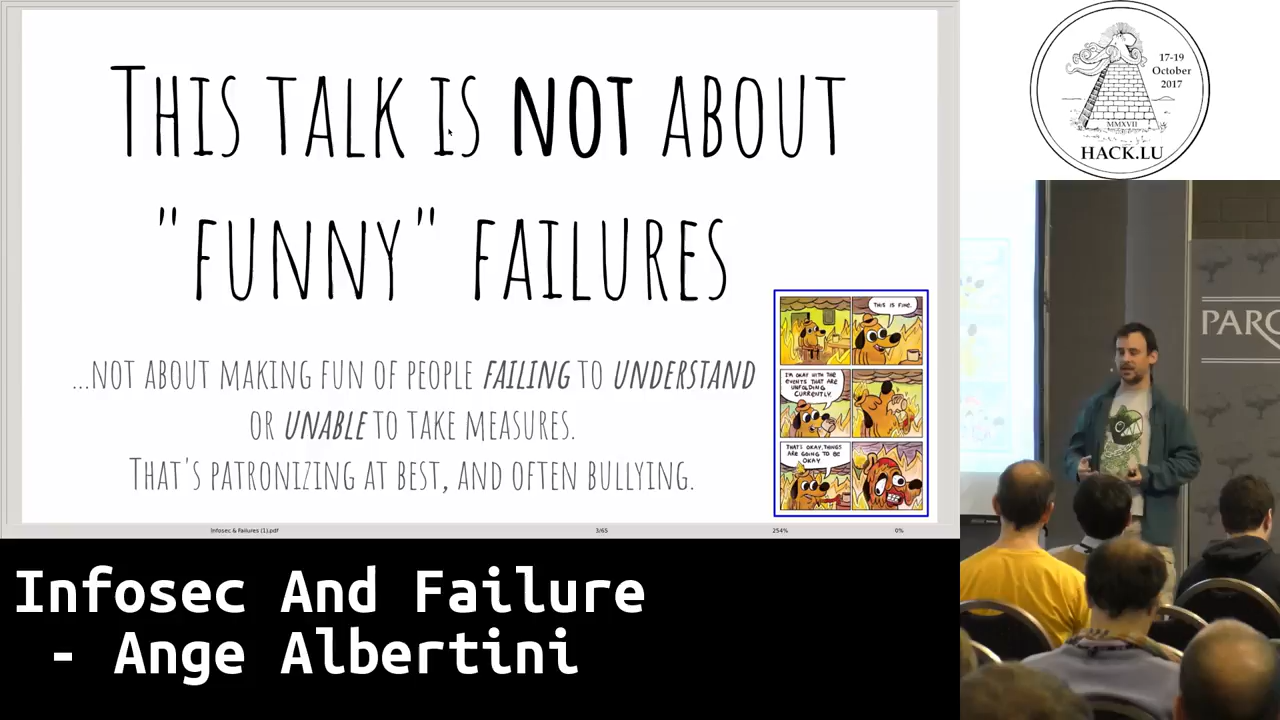 THIS TALK IS NOT ABOUT
"FUNNY" FAILURES
...NOT ABOUT MAKING FUN OF PEOPLE FAILING TO UNDERSTAND
OR UNABLE TO TAKE MEASURES.
THAT'S PATRONIZING AT BEST, AND OFTEN BULLYING.
THIS IS FINE.
I'M OKAY WITH THE
EVENTS THAT ARE
UNFOLDING
CURRENTLY.
THAT'S OKAY, THINGS
ARE GOING TO BE
OKAY
Infosec & Failures (1).pdf
3/65
254%
0%
Infosec And Failure
- Ange Albertini
17-19
October
2017
MMXVII
HACK.LU
PARC